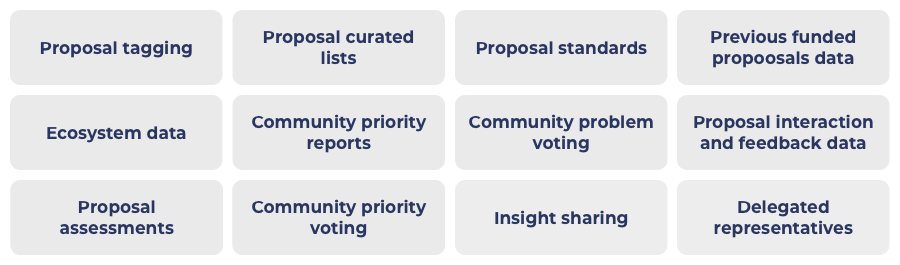 Proposal tagging
Proposal curated
lists
Proposal standards
Previous funded
propoosals data
Ecosystem data
Community priority
reports
Community problem
voting
Proposal interaction
and feedback data
Proposal
assessments
Community priority
voting
Insight sharing
Delegated
representatives